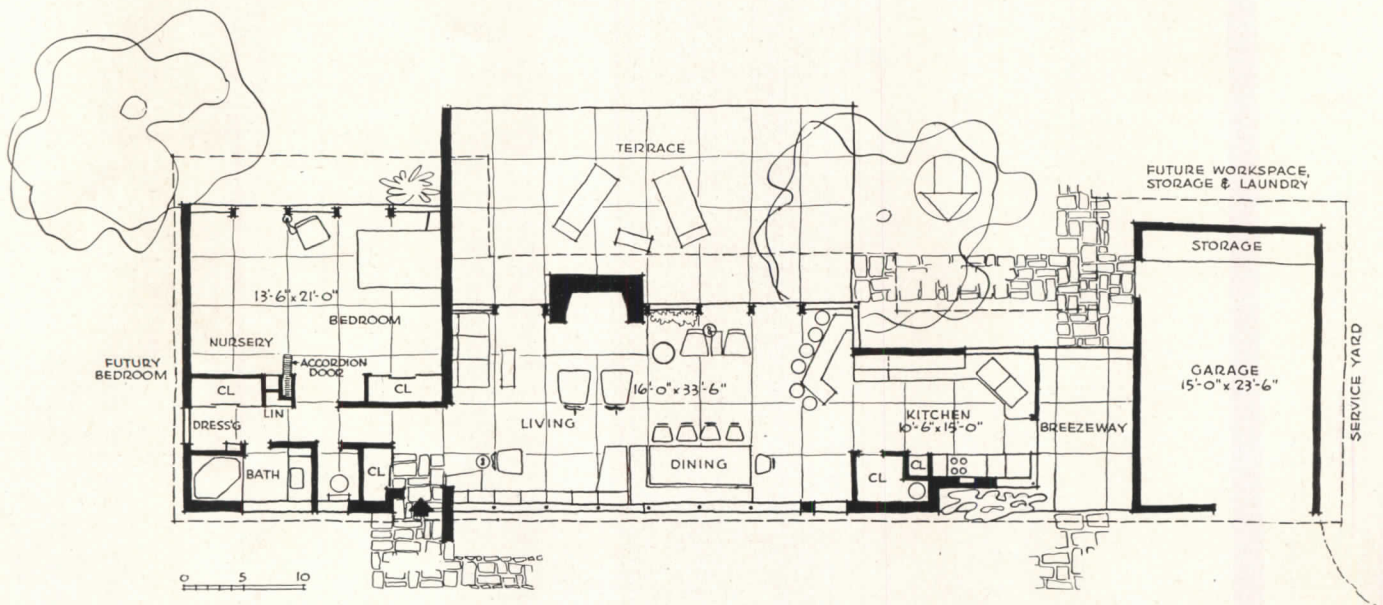 TERRACE
FUTURE WORKSPACE,
STORAGE & LAUNDRY
STORAGE
13'-6"x 21'-0"
BEDROOM
NURSERY
ACCORDION
DOOR
FUTURY
BEDROOM
CL
LIN
CL
DRESS'G
BATH
CL
LIVING
16'-0"x 33'-6"
DINING
KITCHEN
10'-6"x 15'-0"
CL
CL
BREEZEWAY
GARAGE
15'-0"x 23'-6"
SERVICE YARD
0 5 10